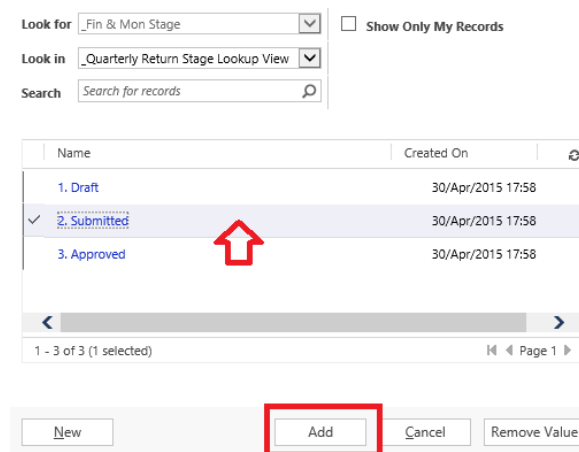 Look for _Fin & Mon Stage Show Only My Records
Look in _Quarterly Return Stage Lookup View
Search Search for records
Name Created On
1. Draft 30/Apr/2015 17:58
2. Submitted 30/Apr/2015 17:58
3. Approved 30/Apr/2015 17:58
1 - 3 of 3 (1 selected) Page 1
New Add Cancel Remove Value